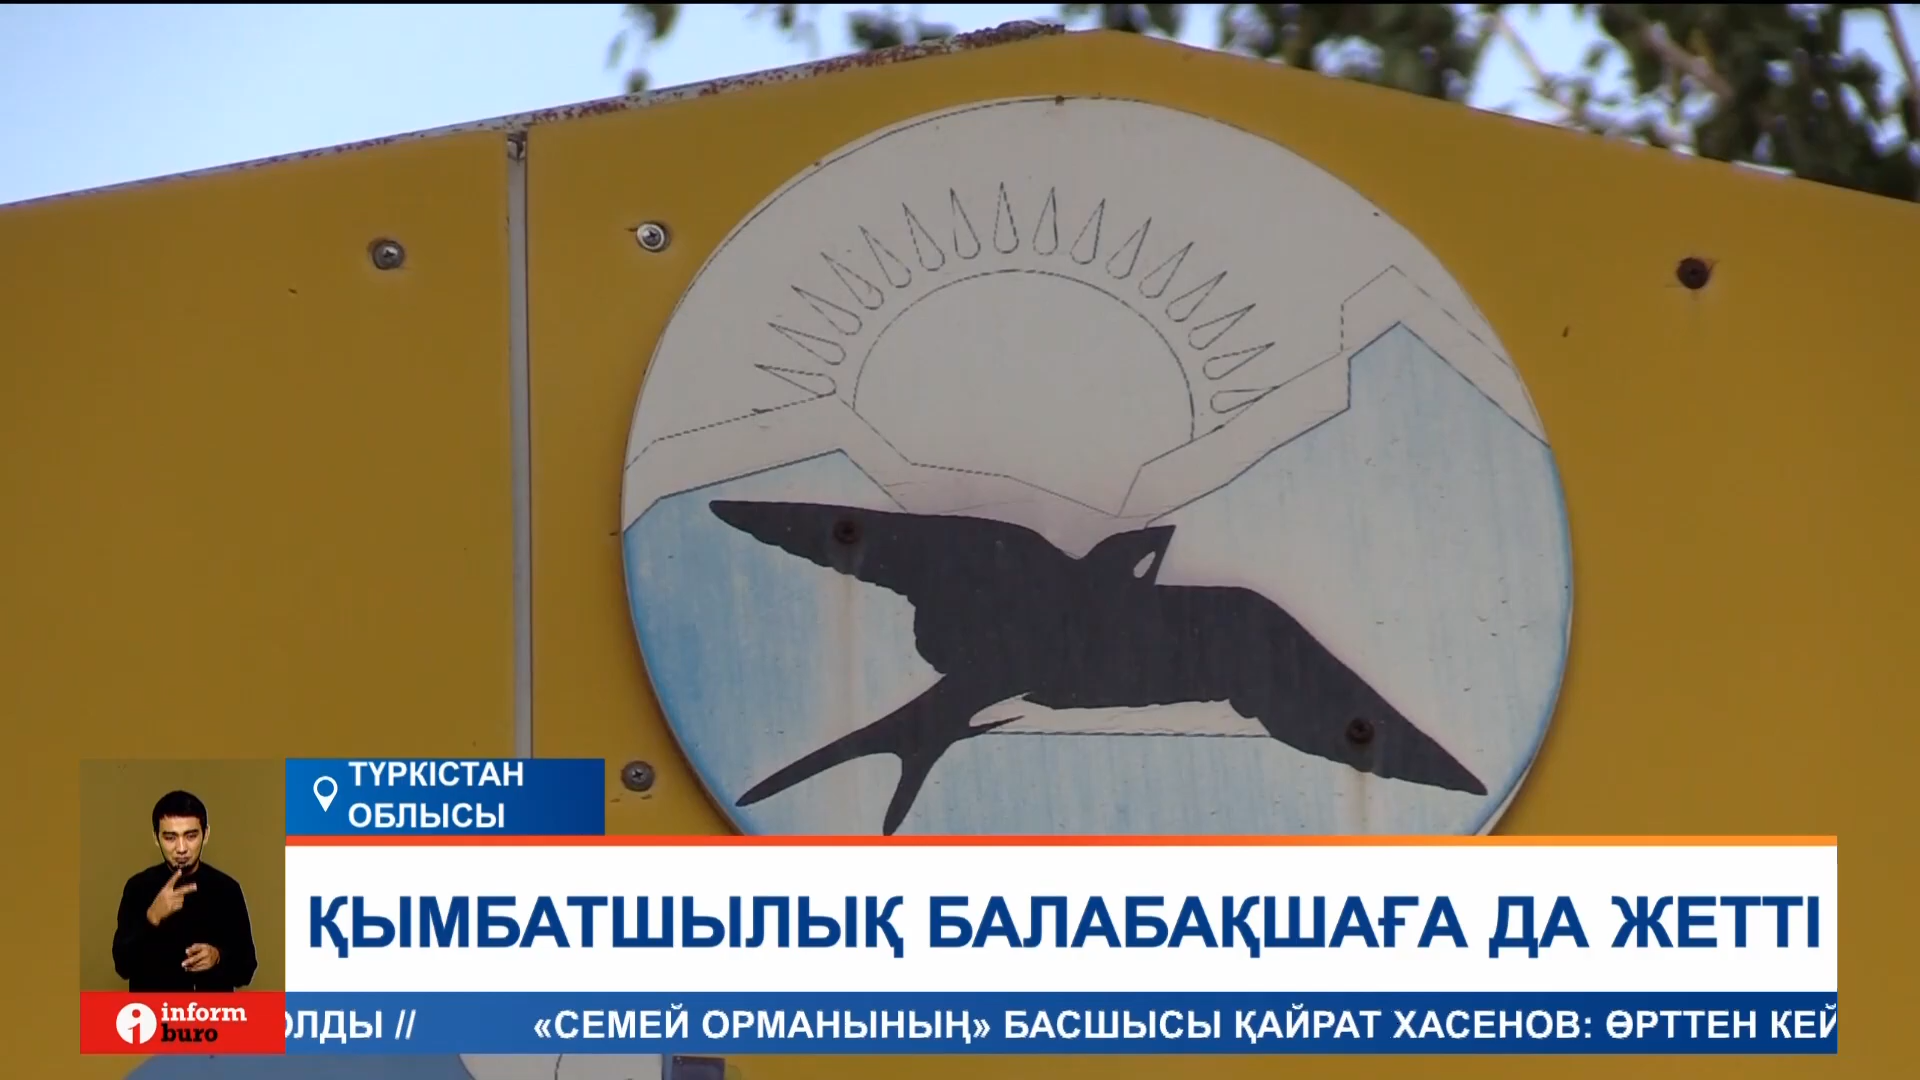 ТҮРКІСТАН
ОБЛЫСЫ
ҚЫМБАТШЫЛЫҚ БАЛАБАҚШАҒА ДА ЖЕТТІ
inform
buro
ОЛДЫ // «СЕМЕЙ ОРМАНЫНЫҢ» БАСШЫСЫ ҚАЙРАТ ХАСЕНОВ: ӨРТТЕН КЕЙ